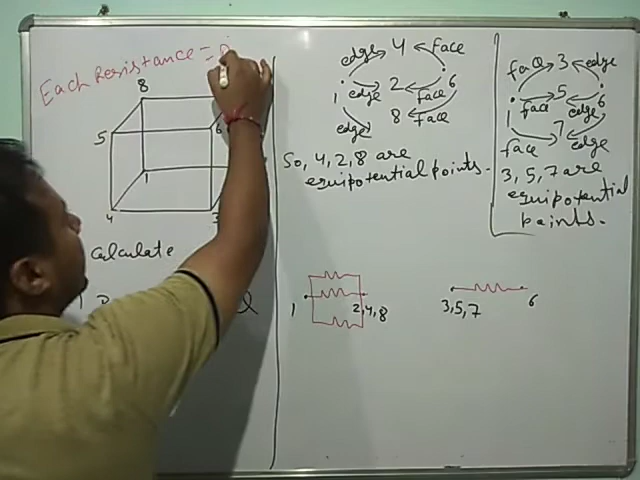 Each Resistance =
8
5
6
1
4
3
calculate
edge 4 face
1 edge 2 face 6
edge 8 face
So, 4, 2, 8 are
equipotential points.
face 3 edge
1 face 5 edge 6
face 7 edge
3, 5, 7 are
equipotential
points.
1 2,4,8
3,5,7 6